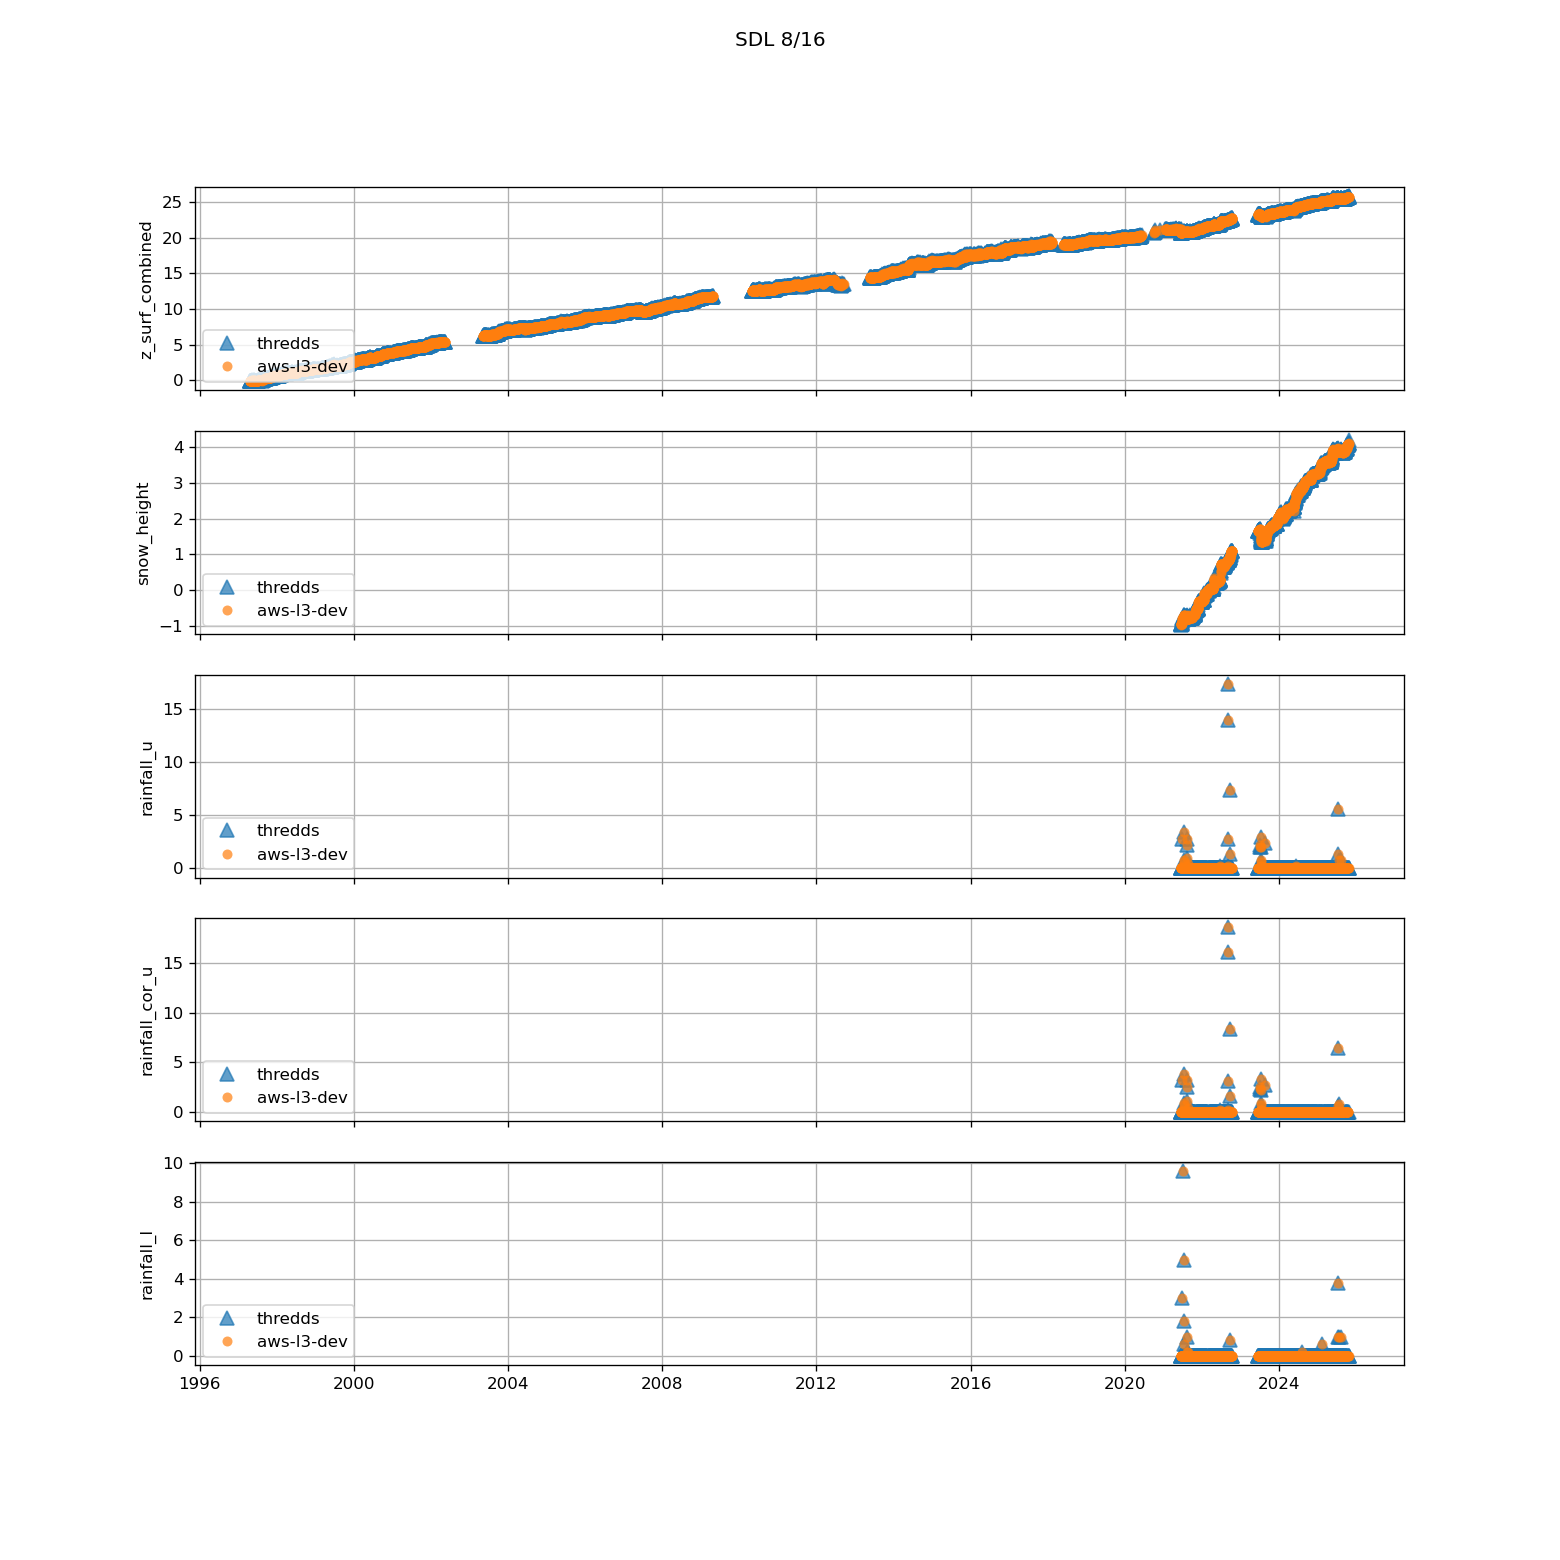 SDL 8/16
z_surf_combined
25
20
15
10
5
0
thredds
aws-l3-dev
snow_height
4
3
2
1
0
−1
thredds
aws-l3-dev
rainfall_u
15
10
5
0
thredds
aws-l3-dev
rainfall_cor_u
15
10
5
0
thredds
aws-l3-dev
rainfall_l
10
8
6
4
2
0
thredds
aws-l3-dev
1996 2000 2004 2008 2012 2016 2020 2024